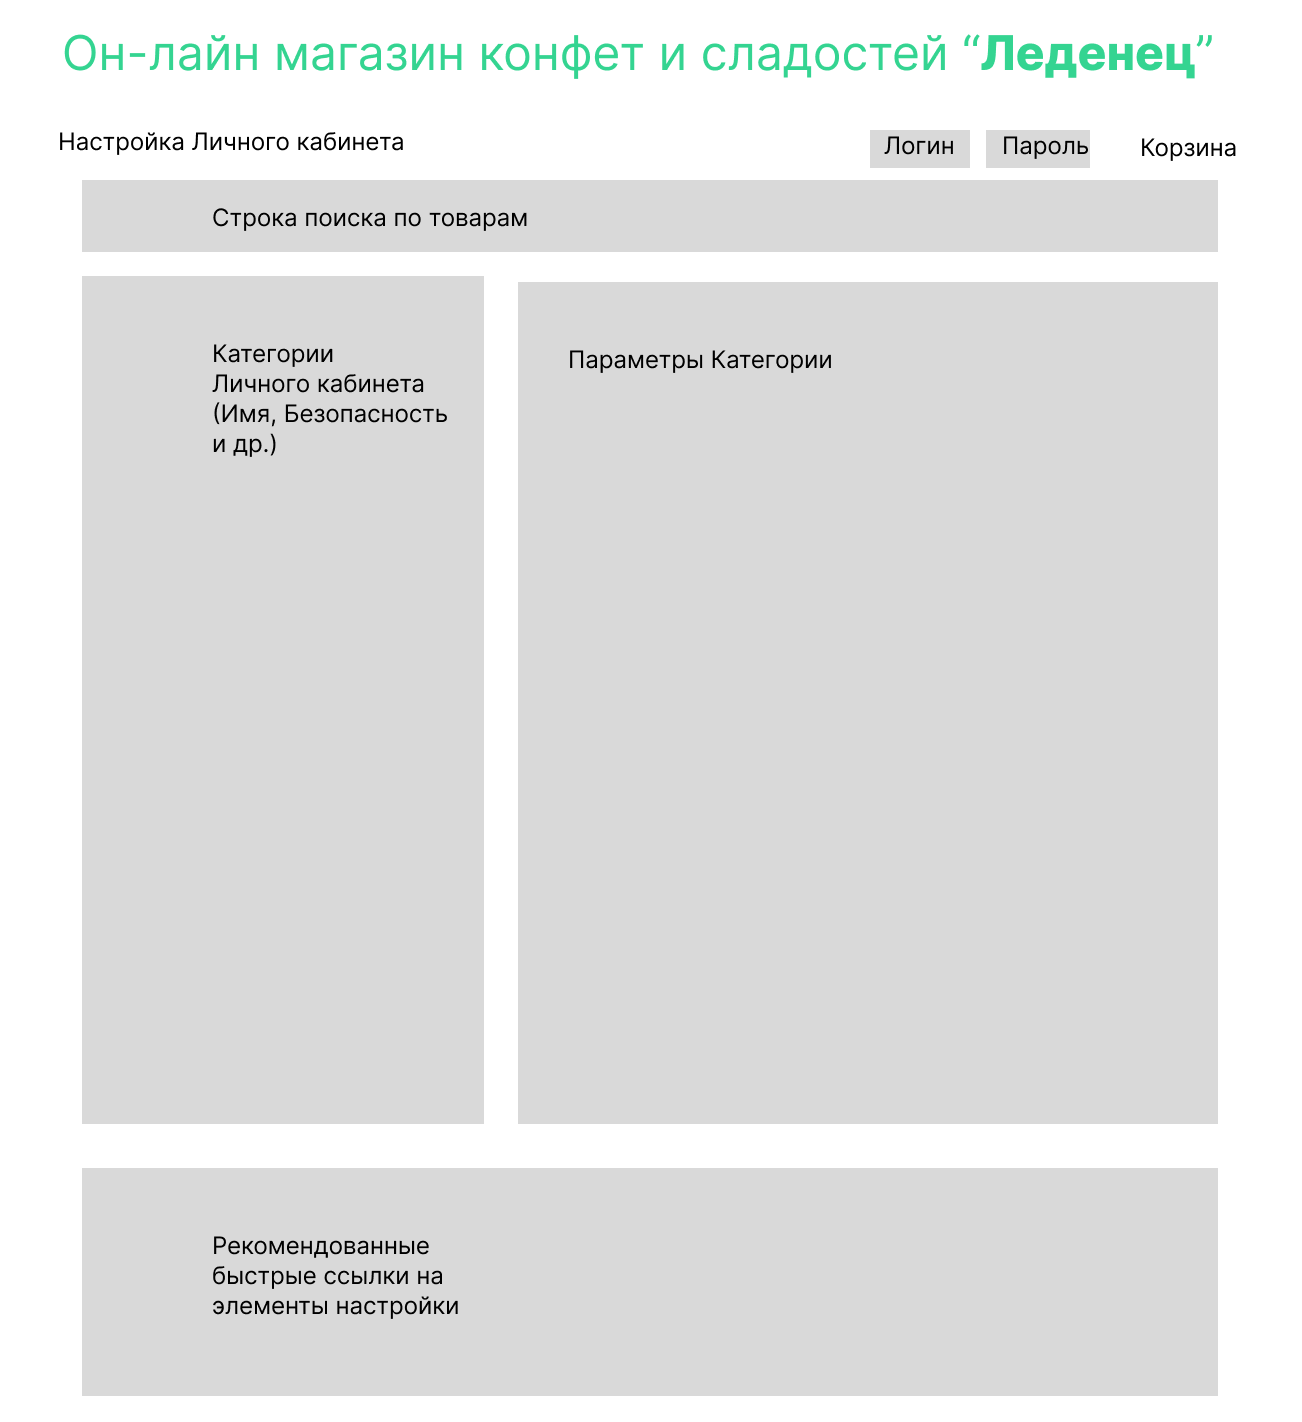 Он-лайн магазин конфет и сладостей “Леденец”
Настройка Личного кабинета
Логин
Пароль
Корзина
Строка поиска по товарам
Категории
Личного кабинета
(Имя, Безопасность
и др.)
Параметры Категории
Рекомендованные
быстрые ссылки на
элементы настройки